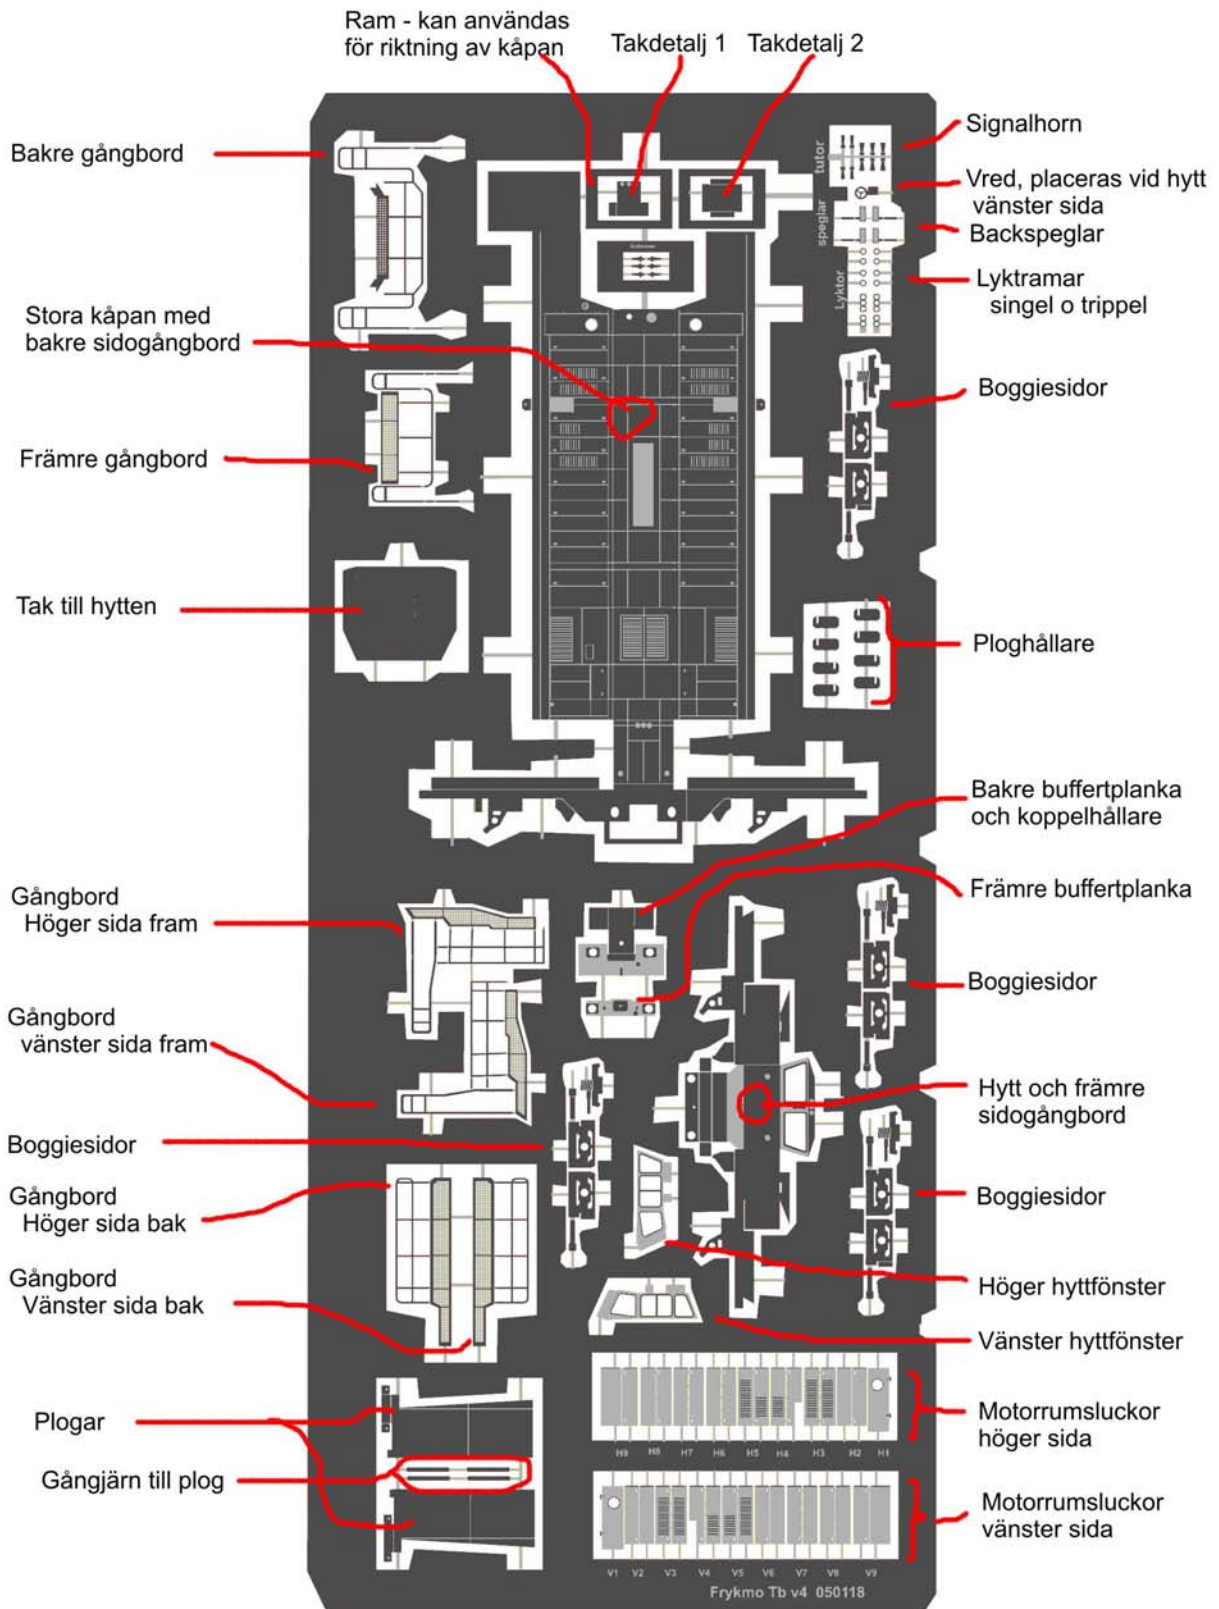 Ram - kan användas
för riktning av kåpan
Takdetalj 1
Takdetalj 2
Bakre gångbord
Signalhorn
tutor
Vred, placeras vid hytt
vänster sida
speglar
Backspeglar
Lyktor
Lyktramar
singel o trippel
Stora kåpan med
bakre sidogångbord
Boggiesidor
Främre gångbord
Tak till hytten
Ploghållare
Bakre buffertplanka
och koppelhållare
Främre buffertplanka
Gångbord
Höger sida fram
Boggiesidor
Gångbord
vänster sida fram
Hytt och främre
sidogångbord
Boggiesidor
Boggiesidor
Gångbord
Höger sida bak
Höger hyttfönster
Gångbord
Vänster sida bak
Vänster hyttfönster
Plogar
Motorrumsluckor
höger sida
H9 H8 H7 H6 H5 H4 H3 H2 H1
Gångjärn till plog
Motorrumsluckor
vänster sida
V1 V2 V3 V4 V5 V6 V7 V8 V9
Frykmo Tb v4 050118